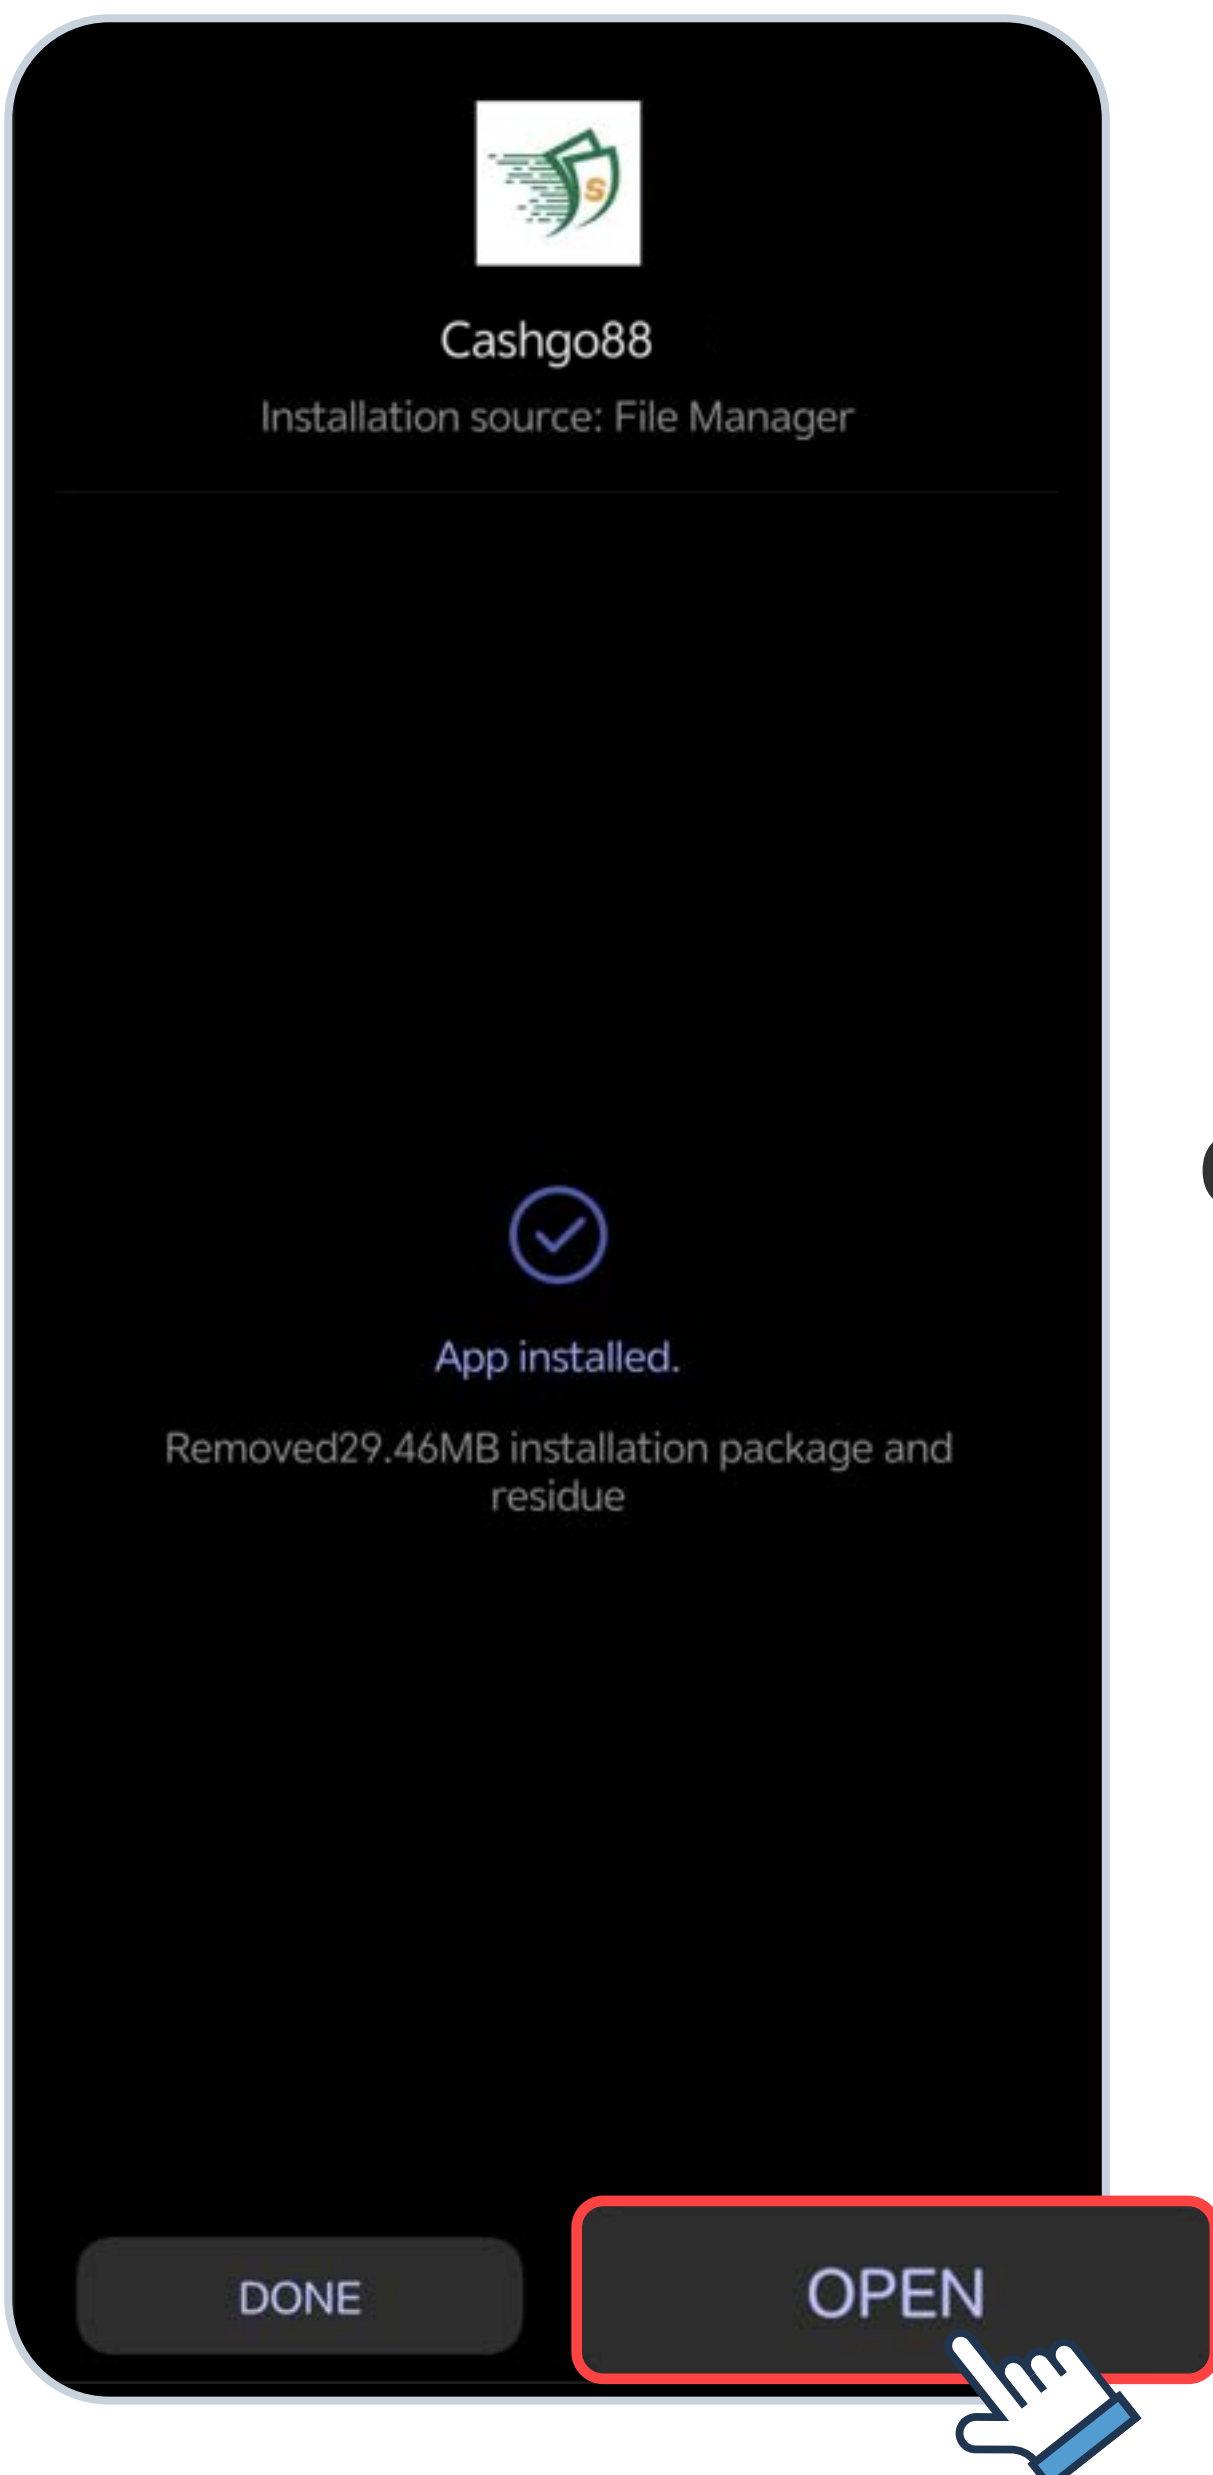 S
Cashgo88
Installation source: File Manager
App installed.
Removed29.46MB installation package and
residue
DONE
OPEN